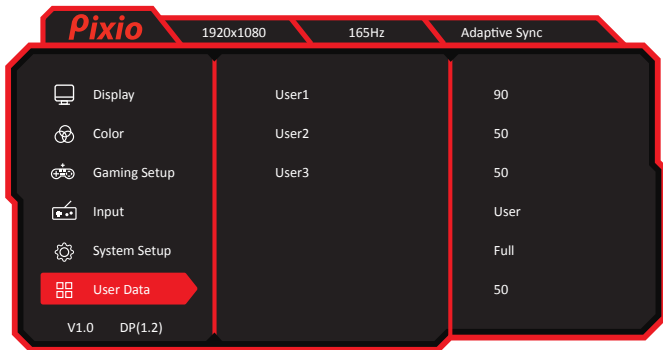 Pixio 1920x1080 165Hz Adaptive Sync
Display User1 90
Color User2 50
Gaming Setup User3 50
Input User
System Setup Full
User Data 50
V1.0 DP(1.2)